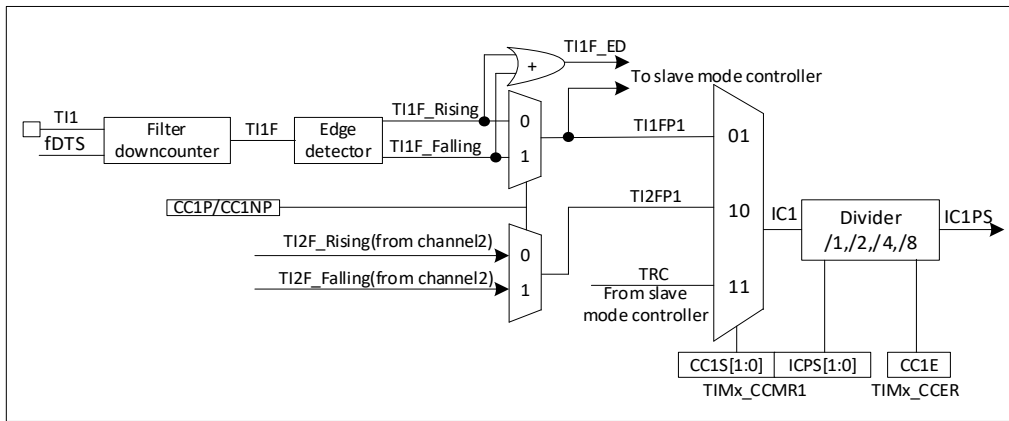 TI1F_ED
+
To slave mode controller
TI1
fDTS
Filter
downcounter
TI1F
Edge
detector
TI1F_Rising
TI1F_Falling
0
1
TI1FP1
01
CC1P/CC1NP
TI2FP1
10
IC1
Divider
/1,/2,/4,/8
IC1PS
TI2F_Rising(from channel2)
TI2F_Falling(from channel2)
0
1
TRC
From slave
mode controller
11
CC1S[1:0]
ICPS[1:0]
CC1E
TIMx_CCMR1
TIMx_CCER